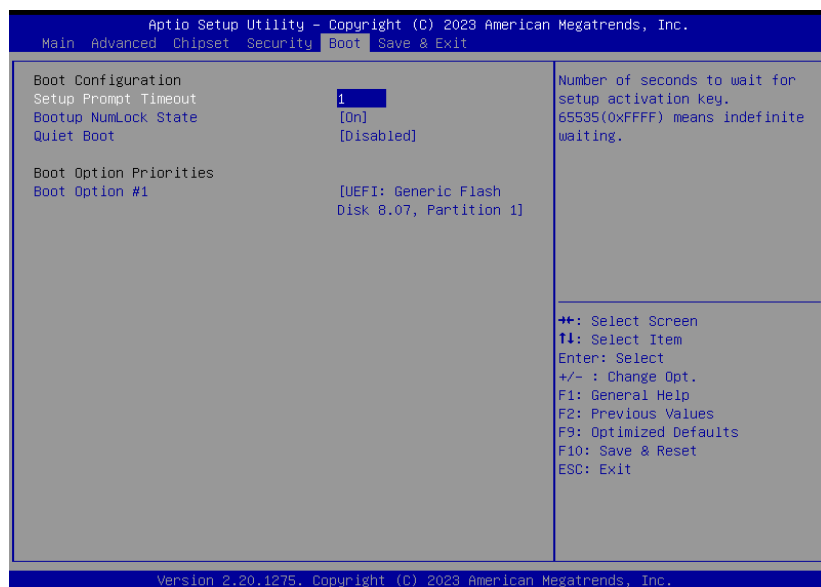 Aptio Setup Utility – Copyright (C) 2023 American Megatrends, Inc.
Main Advanced Chipset Security Boot Save & Exit
Boot Configuration
Setup Prompt Timeout 1
Bootup NumLock State [On]
Quiet Boot [Disabled]
Boot Option Priorities
Boot Option #1 [UEFI: Generic Flash
Disk 8.07, Partition 1]
Number of seconds to wait for
setup activation key.
65535(0xFFFF) means indefinite
waiting.
→←: Select Screen
↑↓: Select Item
Enter: Select
+/- : Change Opt.
F1: General Help
F2: Previous Values
F9: Optimized Defaults
F10: Save & Reset
ESC: Exit
Version 2.20.1275. Copyright (C) 2023 American Megatrends, Inc.